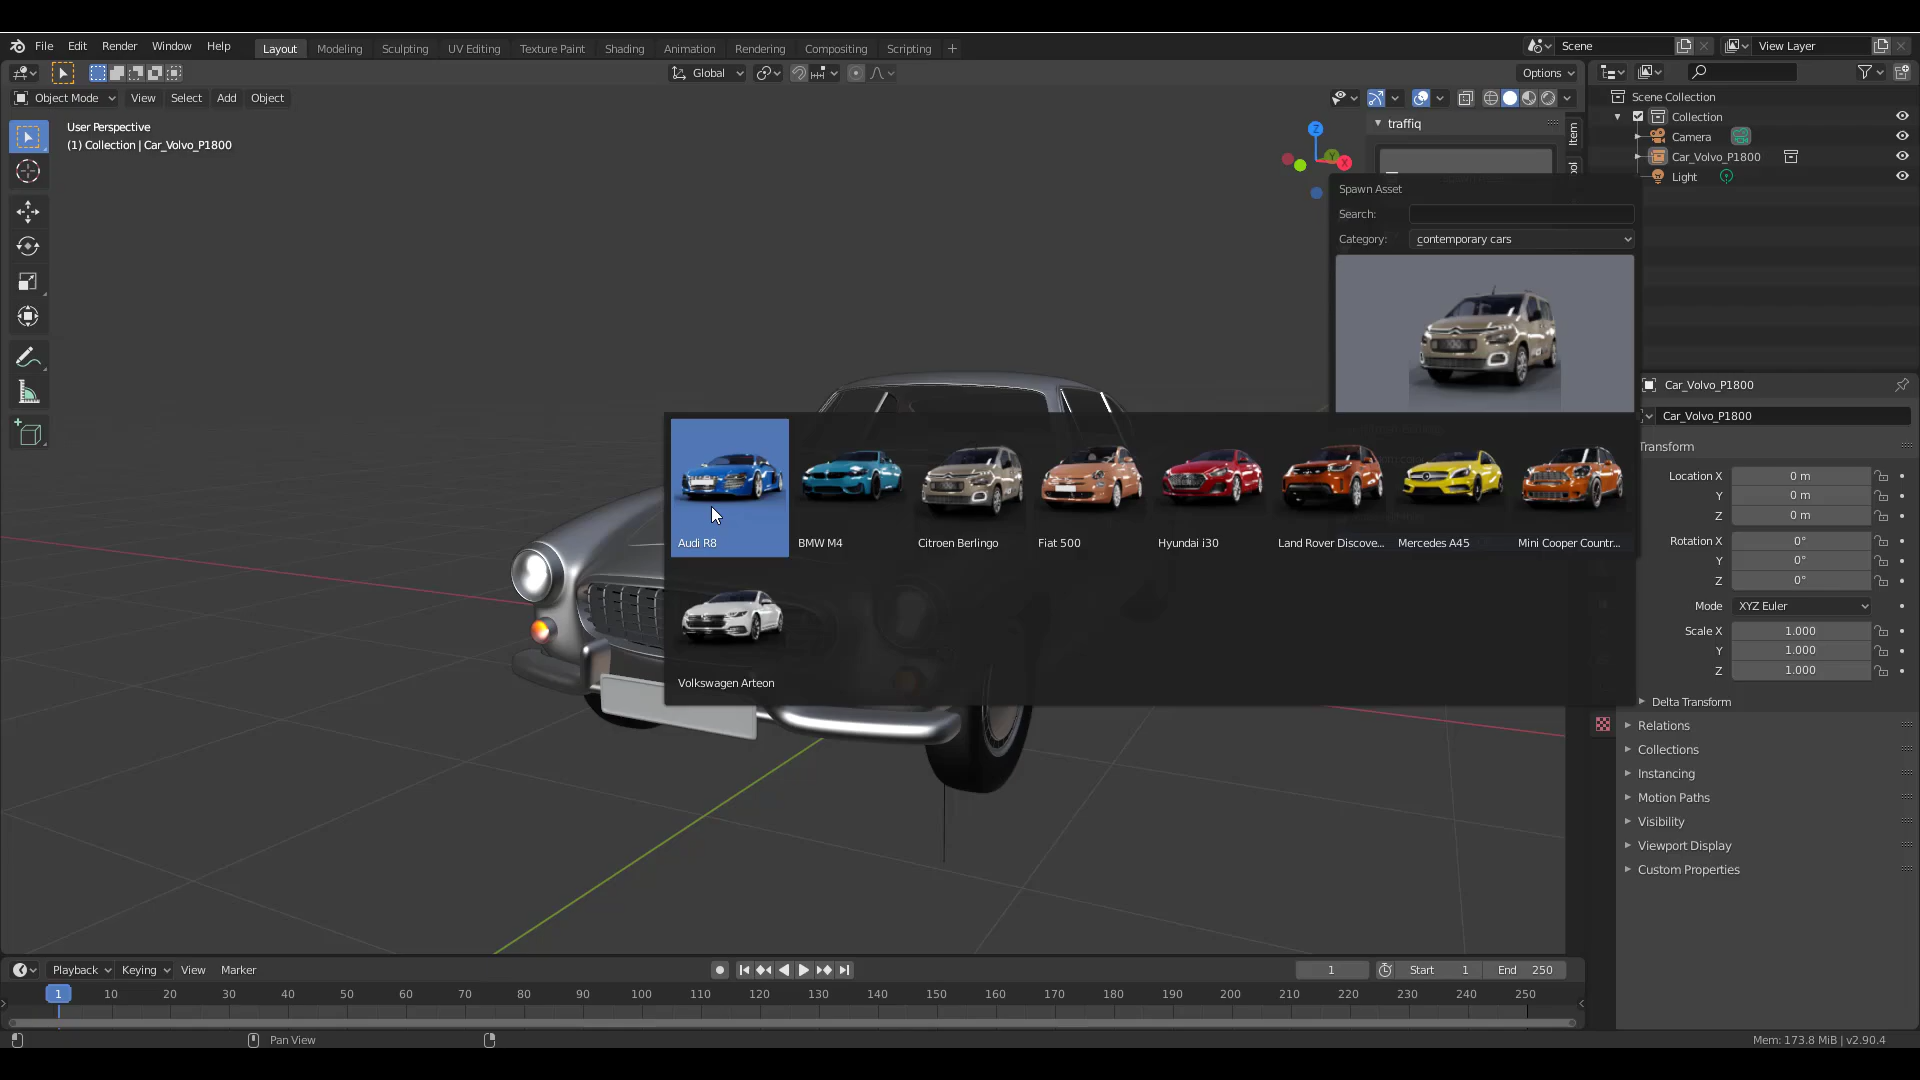 File Edit Render Window Help
Layout Modeling Sculpting UV Editing Texture Paint Shading Animation Rendering Compositing Scripting
Scene
View Layer
Global
Options
Object Mode View Select Add Object
User Perspective
(1) Collection | Car_Volvo_P1800
Z
Y
X
traffiq
Item
Spawn Asset
Search:
Category: contemporary cars
Audi R8
BMW M4
Citroen Berlingo
Fiat 500
Hyundai i30
Land Rover Discove...
Mercedes A45
Mini Cooper Countr...
Volkswagen Arteon
Scene Collection
Collection
Camera
Car_Volvo_P1800
Light
Car_Volvo_P1800
Car_Volvo_P1800
Transform
Location X 0 m
Y 0 m
Z 0 m
Rotation X 0°
Y 0°
Z 0°
Mode XYZ Euler
Scale X 1.000
Y 1.000
Z 1.000
Delta Transform
Relations
Collections
Instancing
Motion Paths
Visibility
Viewport Display
Custom Properties
Playback Keying View Marker
1
Start 1
End 250
1 10 20 30 40 50 60 70 80 90 100 110 120 130 140 150 160 170 180 190 200 210 220 230 240 250
Pan View
Mem: 173.8 MiB | v2.90.4